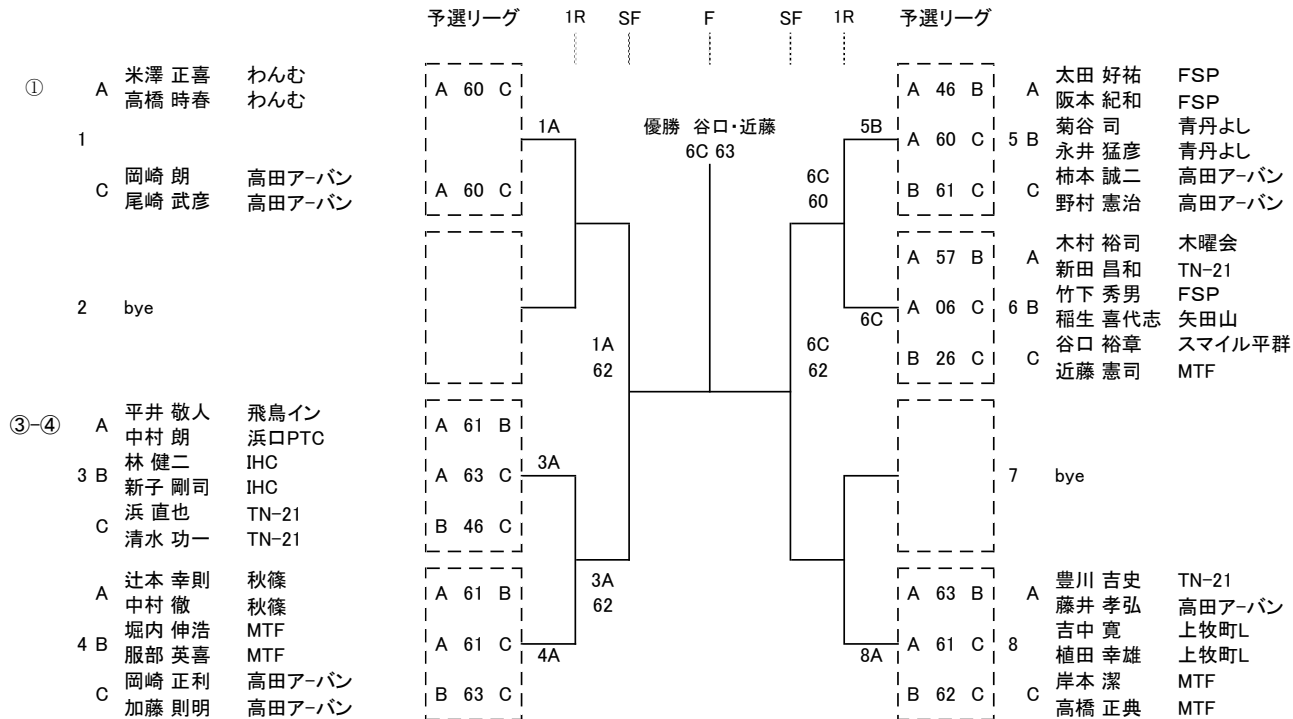 予選リーグ 1R SF F SF 1R 予選リーグ
① A 米澤 正喜 わんむ
高橋 時春 わんむ
1
C 岡崎 朗 高田アーバン
尾崎 武彦 高田アーバン
A 60 C
A 60 C
1A
2 bye
1A
62
③-④ A 平井 敬人 飛鳥イン
中村 朗 浜口PTC
3 B 林 健二 IHC
新子 剛司 IHC
C 浜 直也 TN-21
清水 功一 TN-21
A 61 B
A 63 C
B 46 C
3A
A 辻本 幸則 秋篠
中村 徹 秋篠
4 B 堀内 伸浩 MTF
服部 英喜 MTF
C 岡崎 正利 高田アーバン
加藤 則明 高田アーバン
A 61 B
A 61 C
B 63 C
4A
3A
62
優勝 谷口・近藤
6C 63
5B
6C
60
A 46 B
A 60 C
B 61 C
A 太田 好祐 FSP
阪本 紀和 FSP
5 B 菊谷 司 青丹よし
永井 猛彦 青丹よし
C 柿本 誠二 高田アーバン
野村 憲治 高田アーバン
6C
6C
62
A 57 B
A 06 C
B 26 C
A 木村 裕司 木曜会
新田 昌和 TN-21
6 B 竹下 秀男 FSP
稲生 喜代志 矢田山
C 谷口 裕章 スマイル平群
近藤 憲司 MTF
7 bye
8A
A 63 B
A 61 C
B 62 C
A 豊川 吉史 TN-21
藤井 孝弘 高田アーバン
8 吉中 寛 上牧町L
植田 幸雄 上牧町L
C 岸本 潔 MTF
高橋 正典 MTF